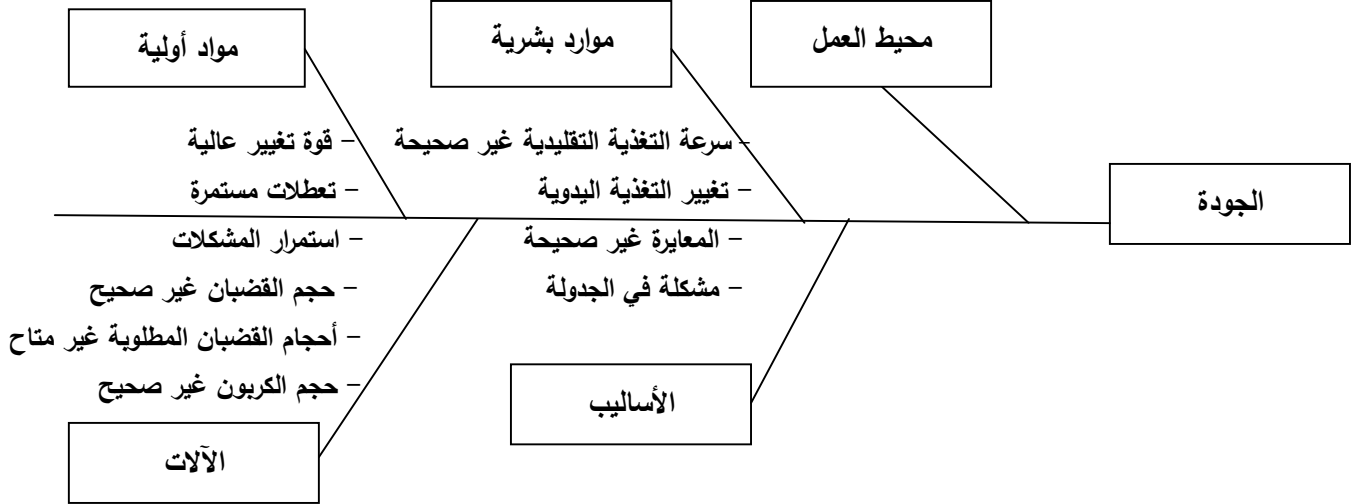 محيط العمل
موارد بشرية
مواد أولية
- سرعة التغذية التقليدية غير صحيحة
- تغيير التغذية اليدوية
- قوة تغيير عالية
- تعطلات مستمرة
الجودة
- المعايرة غير صحيحة
- مشكلة في الجدولة
- استمرار المشكلات
- حجم القضبان غير صحيح
- أحجام القضبان المطلوبة غير متاح
- حجم الكربون غير صحيح
الأساليب
الآلات